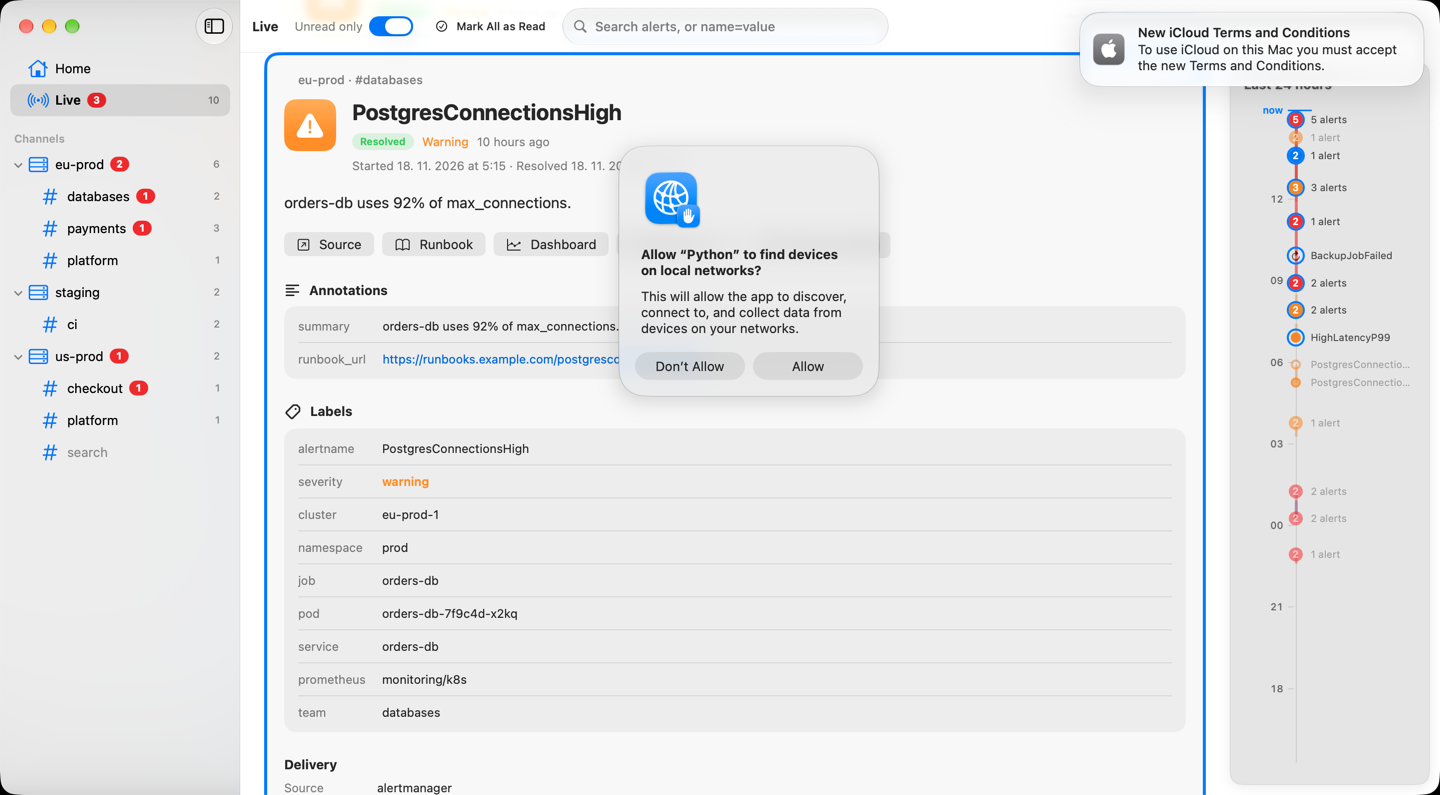 Home
Live 3 10
Channels
eu-prod 2 6
databases 1 2
payments 1 3
platform 1
staging 2
ci 2
us-prod 1 2
checkout 1 1
platform 1
search
Live Unread only Mark All as Read Search alerts, or name=value
eu-prod · #databases
PostgresConnectionsHigh
Resolved Warning 10 hours ago
Started 18. 11. 2026 at 5:15 · Resolved 18. 11.
orders-db uses 92% of max_connections.
Source Runbook Dashboard
Annotations
summary orders-db uses 92% of max_connections.
runbook_url https://runbooks.example.com/postgresco
Labels
alertname PostgresConnectionsHigh
severity warning
cluster eu-prod-1
namespace prod
job orders-db
pod orders-db-7f9c4d-x2kq
service orders-db
prometheus monitoring/k8s
team databases
Delivery
Source alertmanager
Allow “Python” to find devices
on local networks?
This will allow the app to discover,
connect to, and collect data from
devices on your networks.
Don’t Allow Allow
New iCloud Terms and Conditions
To use iCloud on this Mac you must accept
the new Terms and Conditions.
Last 24 hours
now
5 5 alerts
1 alert
2 1 alert
3 3 alerts
12
2 1 alert
BackupJobFailed
09 2 2 alerts
2 2 alerts
HighLatencyP99
06 PostgresConnectio...
PostgresConnectio...
2 1 alert
03
2 2 alerts
2 2 alerts
00
2 1 alert
21
18